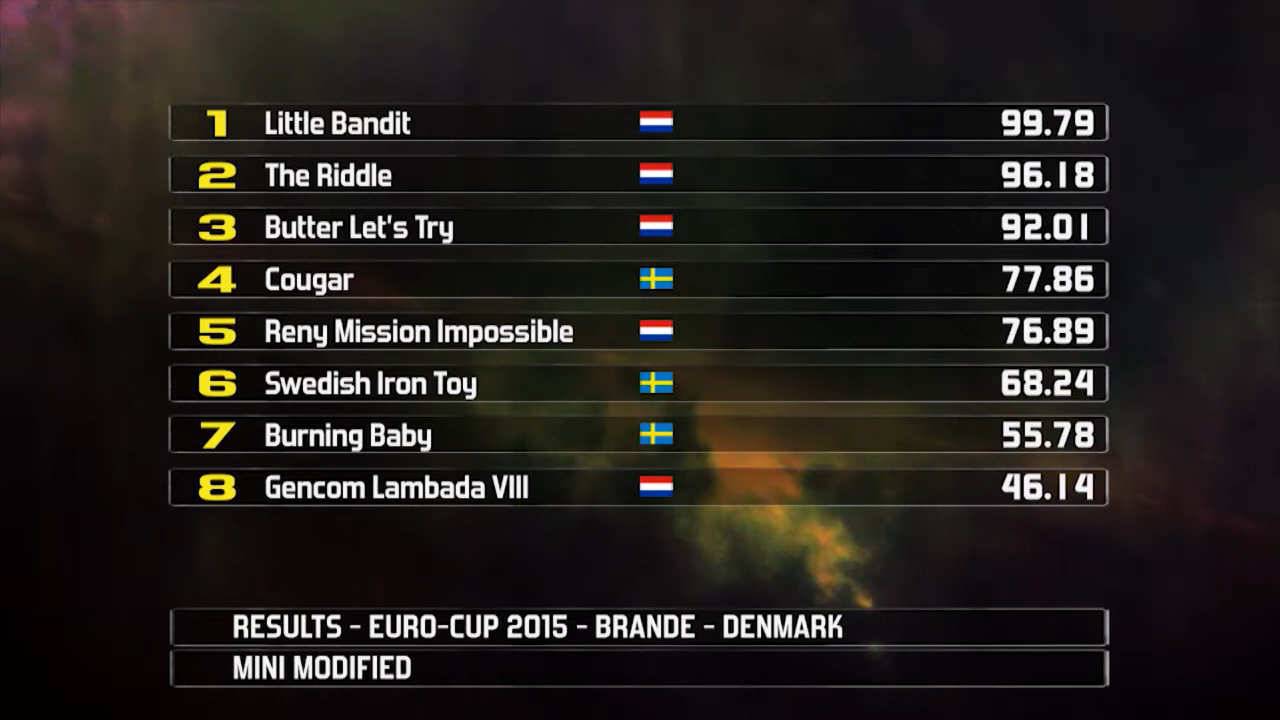 1 Little Bandit 99.79
2 The Riddle 96.18
3 Butter Let's Try 92.01
4 Cougar 77.86
5 Reny Mission Impossible 76.89
6 Swedish Iron Toy 68.24
7 Burning Baby 55.78
8 Gencom Lambada VIII 46.14
RESULTS - EURO-CUP 2015 - BRANDE - DENMARK
MINI MODIFIED